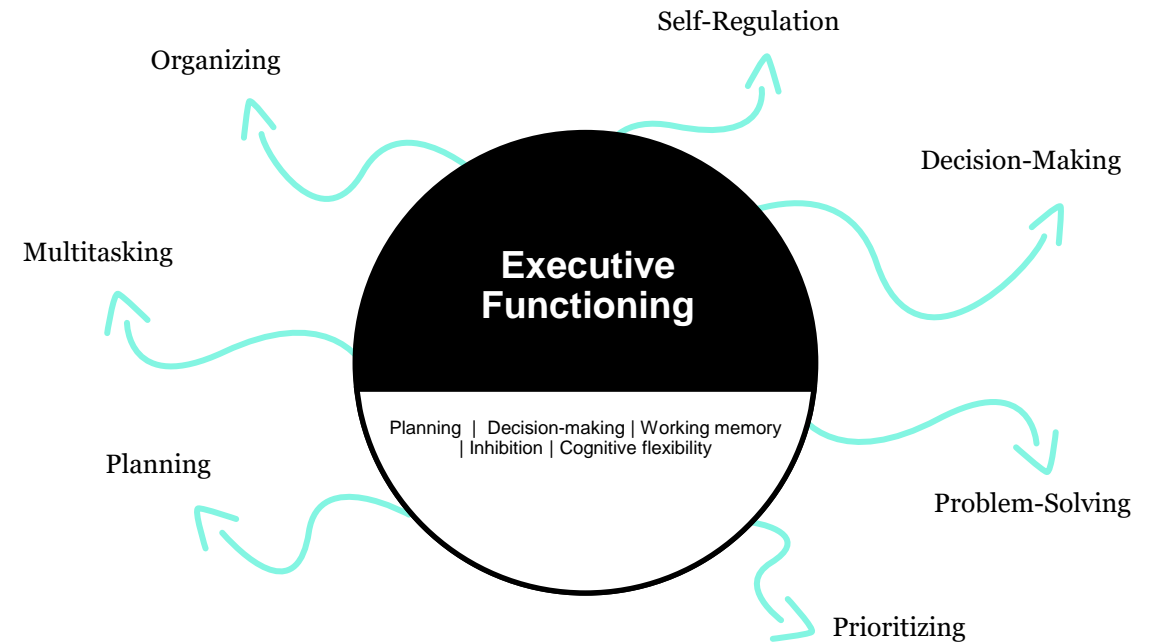 Self-Regulation
Organizing
Decision-Making
Multitasking
Executive
Functioning
Planning | Decision-making | Working memory
| Inhibition | Cognitive flexibility
Planning
Problem-Solving
Prioritizing